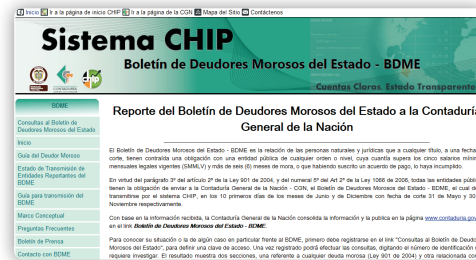 Inicio Ir a la página de inicio CHIP Ir a la página de la CGN Mapa del Sitio Contáctenos
Sistema CHIP
Boletín de Deudores Morosos del Estado - BDME
Cuentas Claras, Estado Transparente
BDME
Consultas al Boletín de
Deudores Morosos del Estado
Inicio
Guía del Deudor Moroso
Estado de Transmisión de
Entidades Reportantes del
BDME
Guía para transmisión del
BDME
Marco Conceptual
Preguntas Frecuentes
Boletín de Prensa
Contacto con BDME
Reporte del Boletín de Deudores Morosos del Estado a la Contaduría
General de la Nación
El Boletín de Deudores Morosos del Estado - BDME es la relación de las personas naturales y jurídicas que a cualquier título, a una fecha
corte, tienen contraída una obligación con una entidad pública de cualquier orden o nivel, cuya cuantía supera los cinco salarios mínim
mensuales legales vigentes (SMMLV) y más de seis (6) meses de mora, o que habiendo suscrito un acuerdo de pago, lo haya incumplido.
En virtud del parágrafo 3º del artículo 2º de la Ley 901 de 2004, y del numeral 5º del Art 2º de la Ley 1066 de 2006, todas las entidades públi
tienen la obligación de enviar a la Contaduría General de la Nación - CGN, el Boletín de Deudores Morosos del Estado - BDME, el cual d
transmitirse por el sistema CHIP, en los 10 primeros días de los meses de Junio y de Diciembre con fecha de corte 31 de Mayo y 30
Noviembre respectivamente.
Con base en la información recibida, la Contaduría General de la Nación consolida la información y la publica en la página www.contaduria.gov
en el link Boletín de Deudores Morosos del Estado - BDME.
Para conocer su situación o la de algún caso en particular frente al BDME, primero debe registrarse en el link "Consultas al Boletín de Deudo
Morosos del Estado", para definir una clave de acceso. Una vez registrado podrá efectuar las consultas, digitando el número de identificación
requiere investigar. El resultado muestra dos secciones, una referente a cualquier deuda morosa (Ley 901 de 2004) y otra relacionada co